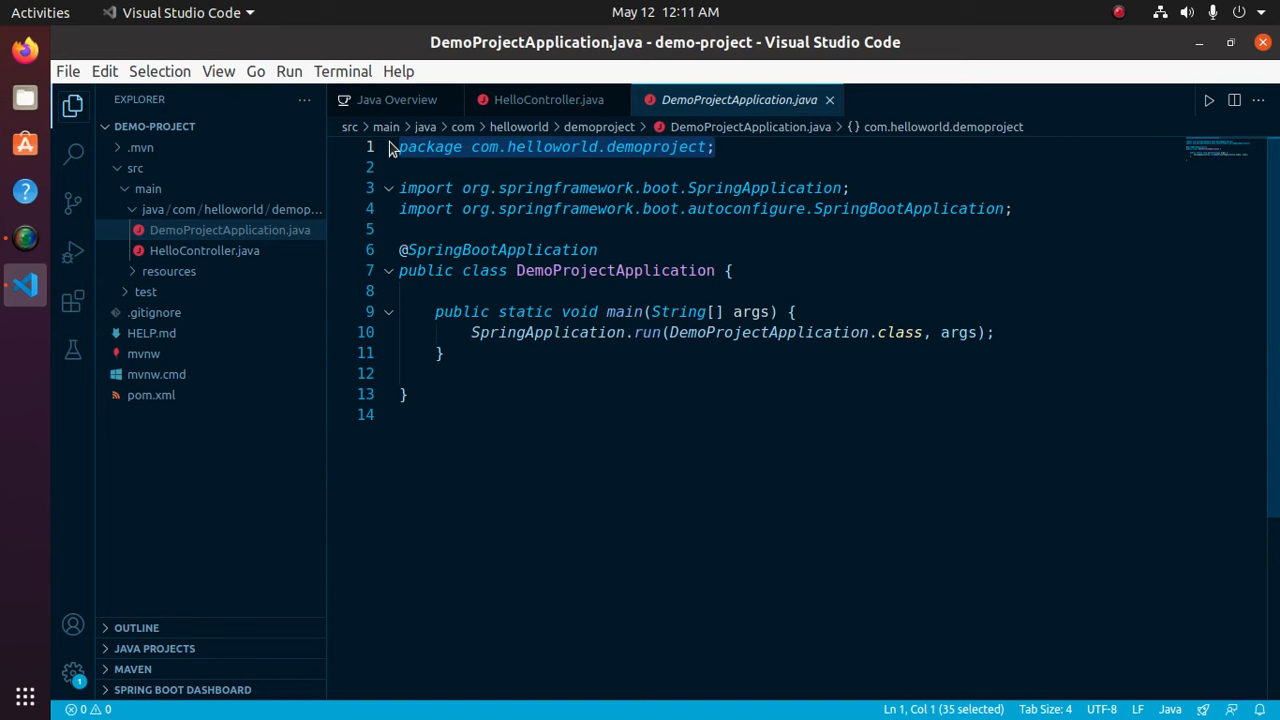 Activities Visual Studio Code May 12 12:11 AM
DemoProjectApplication.java - demo-project - Visual Studio Code
File Edit Selection View Go Run Terminal Help
EXPLORER
DEMO-PROJECT
.mvn
src
main
java/com/helloworld/demop...
DemoProjectApplication.java
HelloController.java
resources
test
.gitignore
HELP.md
mvnw
mvnw.cmd
pom.xml
OUTLINE
JAVA PROJECTS
MAVEN
SPRING BOOT DASHBOARD
1
Java Overview HelloController.java DemoProjectApplication.java
src > main > java > com > helloworld > demoproject > DemoProjectApplication.java > {} com.helloworld.demoproject
1 package com.helloworld.demoproject;
2
3 import org.springframework.boot.SpringApplication;
4 import org.springframework.boot.autoconfigure.SpringBootApplication;
5
6 @SpringBootApplication
7 public class DemoProjectApplication {
8
9 public static void main(String[] args) {
10 SpringApplication.run(DemoProjectApplication.class, args);
11 }
12
13 }
14
0 0 Ln 1, Col 1 (35 selected) Tab Size: 4 UTF-8 LF Java